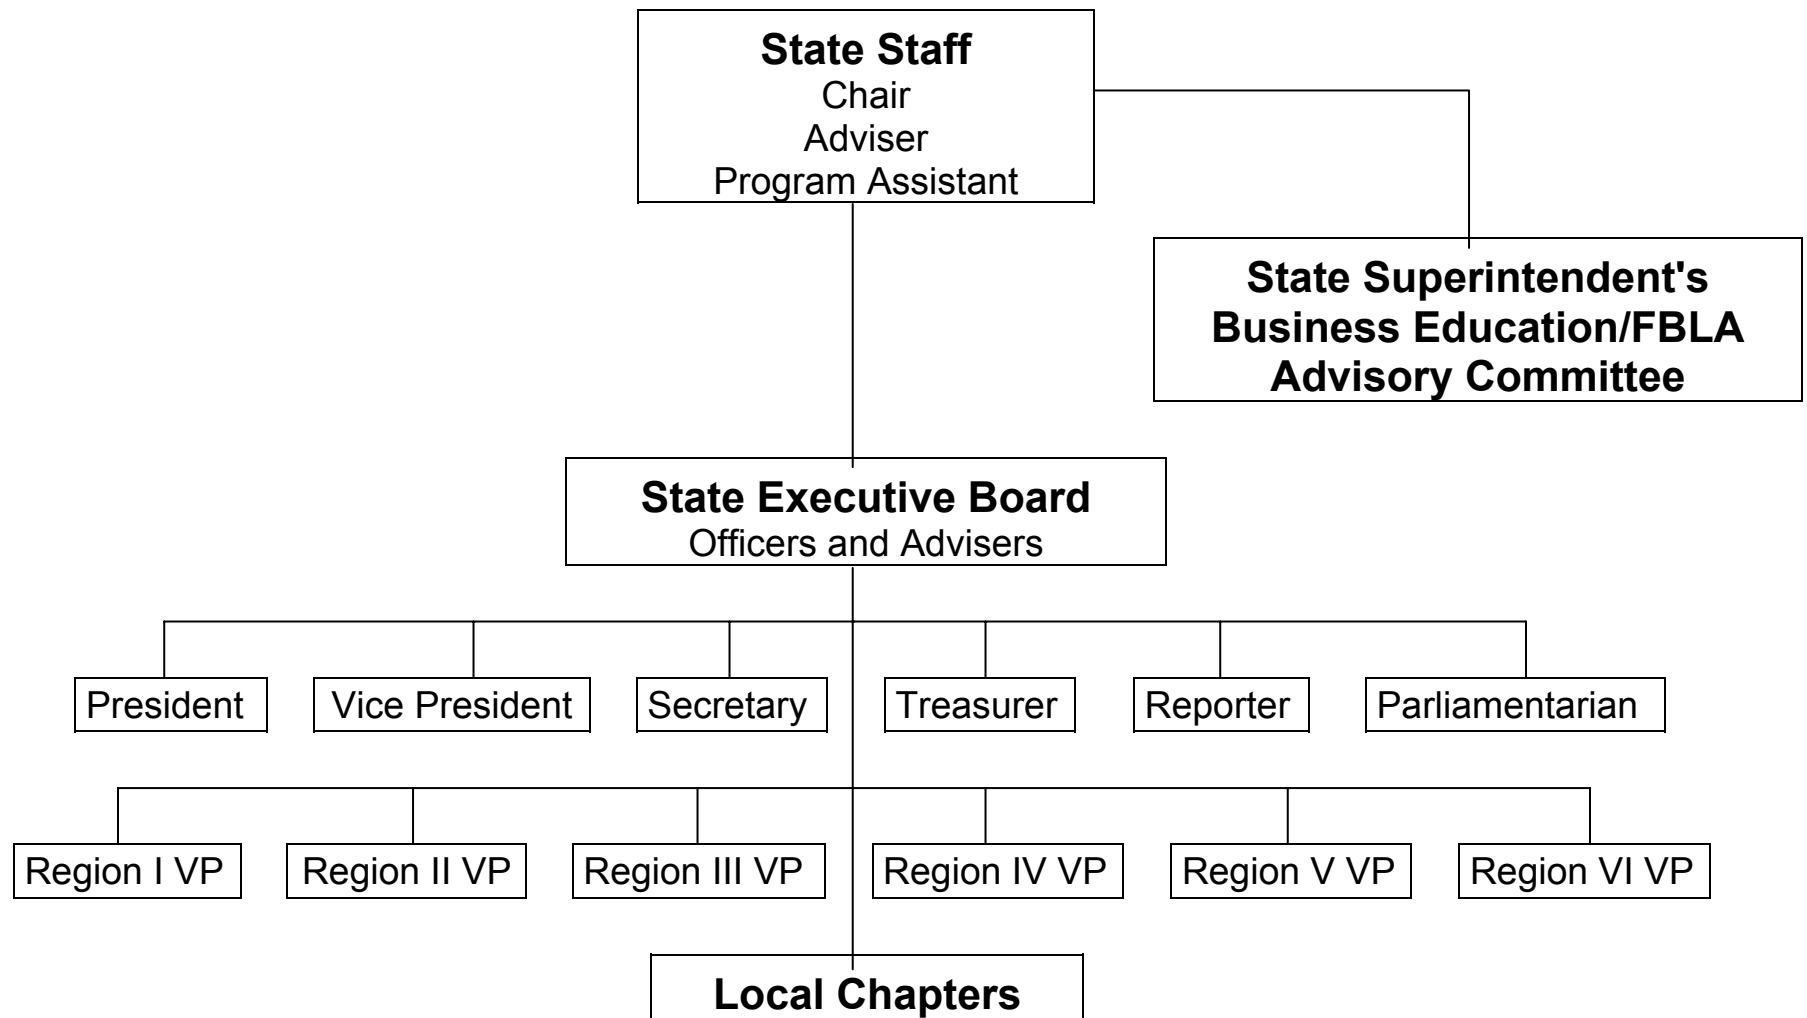 State Staff
Chair
Adviser
Program Assistant
State Superintendent's
Business Education/FBLA
Advisory Committee
State Executive Board
Officers and Advisers
President
Vice President
Secretary
Treasurer
Reporter
Parliamentarian
Region I VP
Region II VP
Region III VP
Region IV VP
Region V VP
Region VI VP
Local Chapters